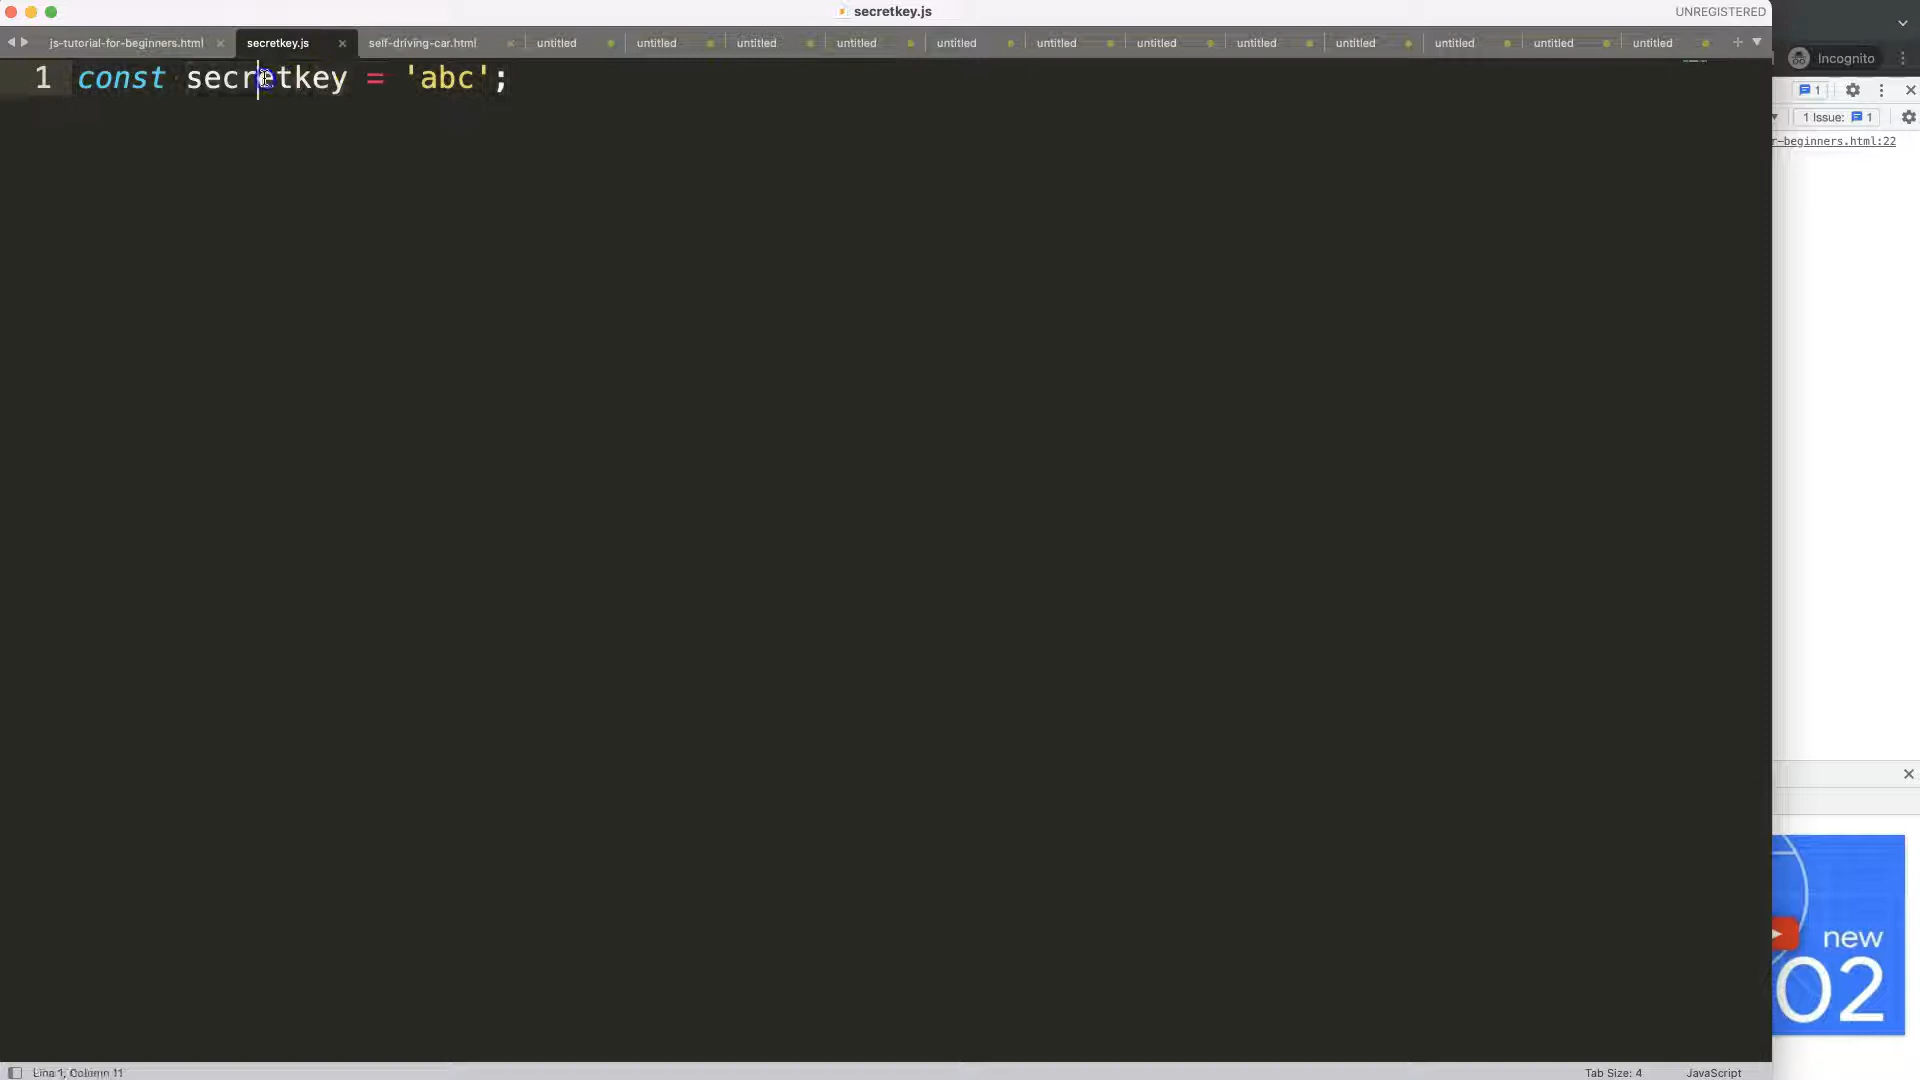 secretkey.js
UNREGISTERED
js-tutorial-for-beginners.html
secretkey.js
self-driving-car.html
untitled
untitled
untitled
untitled
untitled
untitled
untitled
untitled
untitled
untitled
untitled
untitled
Incognito
1 const secretkey = 'abc';
1
1 Issue: 1
r-beginners.html:22
new
02
Line 1, Column 11
Tab Size: 4
JavaScript